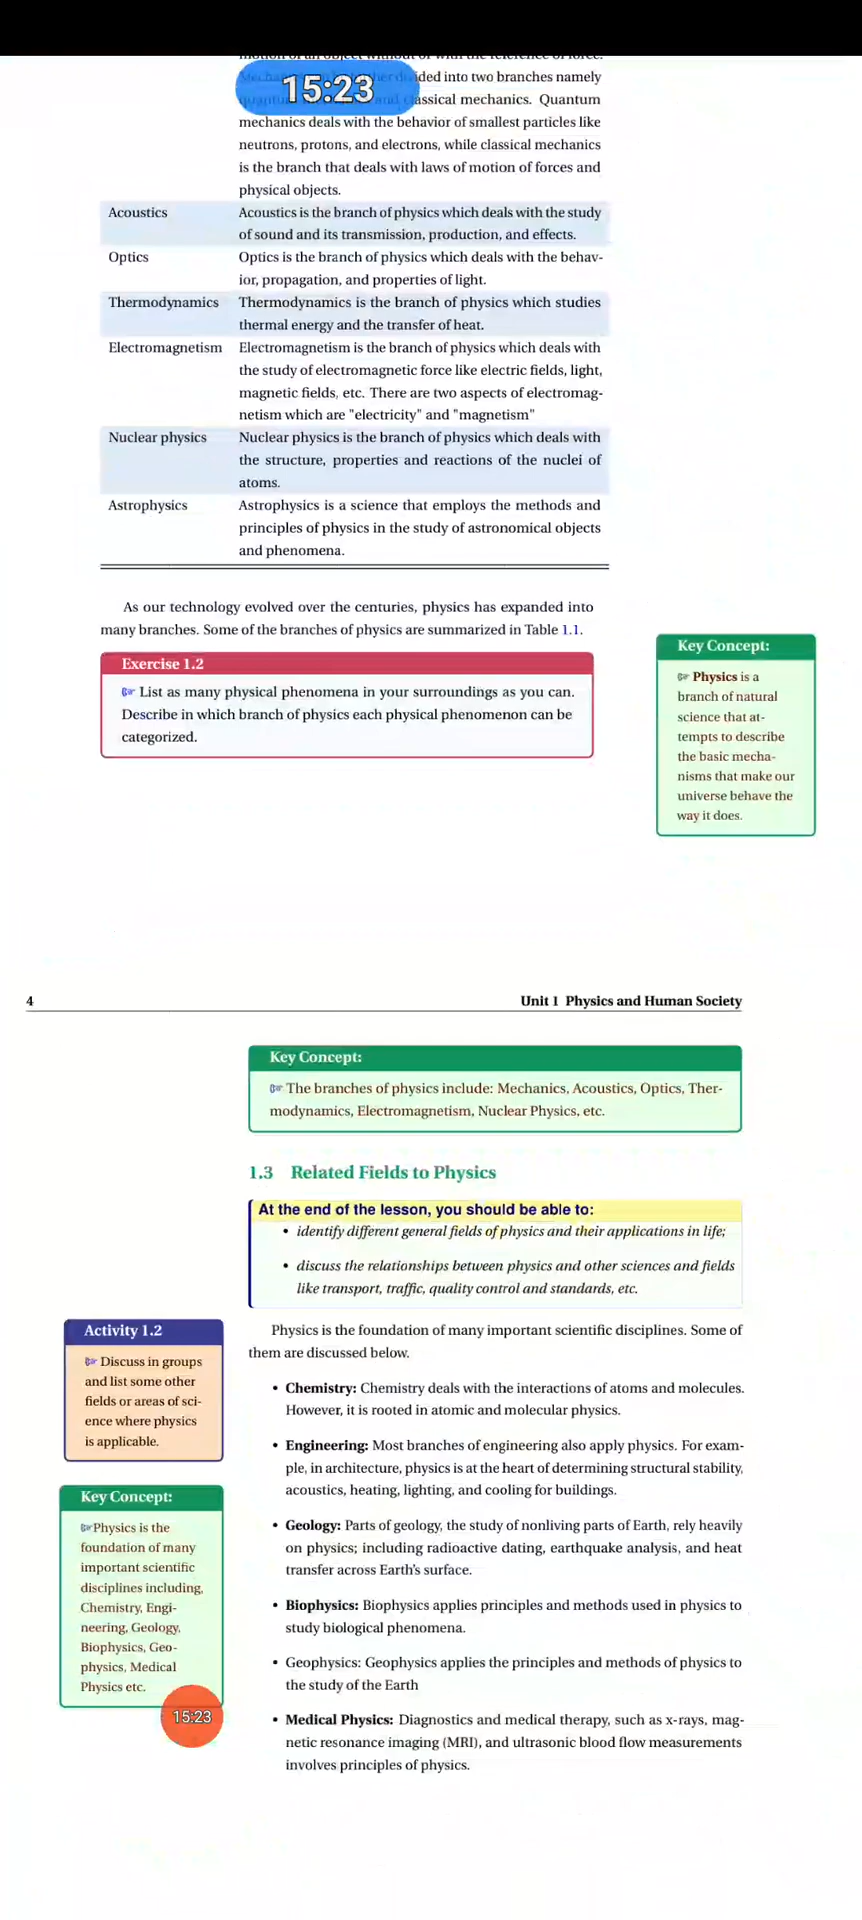 15:23
ided into two branches namely
classical mechanics. Quantum
mechanics deals with the behavior of smallest particles like
neutrons, protons, and electrons, while classical mechanics
is the branch that deals with laws of motion of forces and
physical objects.
Acoustics Acoustics is the branch of physics which deals with the study
of sound and its transmission, production, and effects.
Optics Optics is the branch of physics which deals with the behav-
ior, propagation, and properties of light.
Thermodynamics Thermodynamics is the branch of physics which studies
thermal energy and the transfer of heat.
Electromagnetism Electromagnetism is the branch of physics which deals with
the study of electromagnetic force like electric fields, light,
magnetic fields, etc. There are two aspects of electromag-
netism which are "electricity" and "magnetism"
Nuclear physics Nuclear physics is the branch of physics which deals with
the structure, properties and reactions of the nuclei of
atoms.
Astrophysics Astrophysics is a science that employs the methods and
principles of physics in the study of astronomical objects
and phenomena.
As our technology evolved over the centuries, physics has expanded into
many branches. Some of the branches of physics are summarized in Table 1.1.
Exercise 1.2
☞ List as many physical phenomena in your surroundings as you can.
Describe in which branch of physics each physical phenomenon can be
categorized.
Key Concept:
☞ Physics is a
branch of natural
science that at-
tempts to describe
the basic mecha-
nisms that make our
universe behave the
way it does.
4 Unit 1 Physics and Human Society
Key Concept:
☞ The branches of physics include: Mechanics, Acoustics, Optics, Ther-
modynamics, Electromagnetism, Nuclear Physics, etc.
1.3 Related Fields to Physics
At the end of the lesson, you should be able to:
• identify different general fields of physics and their applications in life;
• discuss the relationships between physics and other sciences and fields
like transport, traffic, quality control and standards, etc.
Activity 1.2
☞ Discuss in groups
and list some other
fields or areas of sci-
ence where physics
is applicable.
Key Concept:
☞Physics is the
foundation of many
important scientific
disciplines including,
Chemistry, Engi-
neering, Geology,
Biophysics, Geo-
physics, Medical
Physics etc.
15:23
Physics is the foundation of many important scientific disciplines. Some of
them are discussed below.
• Chemistry: Chemistry deals with the interactions of atoms and molecules.
However, it is rooted in atomic and molecular physics.
• Engineering: Most branches of engineering also apply physics. For exam-
ple, in architecture, physics is at the heart of determining structural stability,
acoustics, heating, lighting, and cooling for buildings.
• Geology: Parts of geology, the study of nonliving parts of Earth, rely heavily
on physics; including radioactive dating, earthquake analysis, and heat
transfer across Earth's surface.
• Biophysics: Biophysics applies principles and methods used in physics to
study biological phenomena.
• Geophysics: Geophysics applies the principles and methods of physics to
the study of the Earth
• Medical Physics: Diagnostics and medical therapy, such as x-rays, mag-
netic resonance imaging (MRI), and ultrasonic blood flow measurements
involves principles of physics.